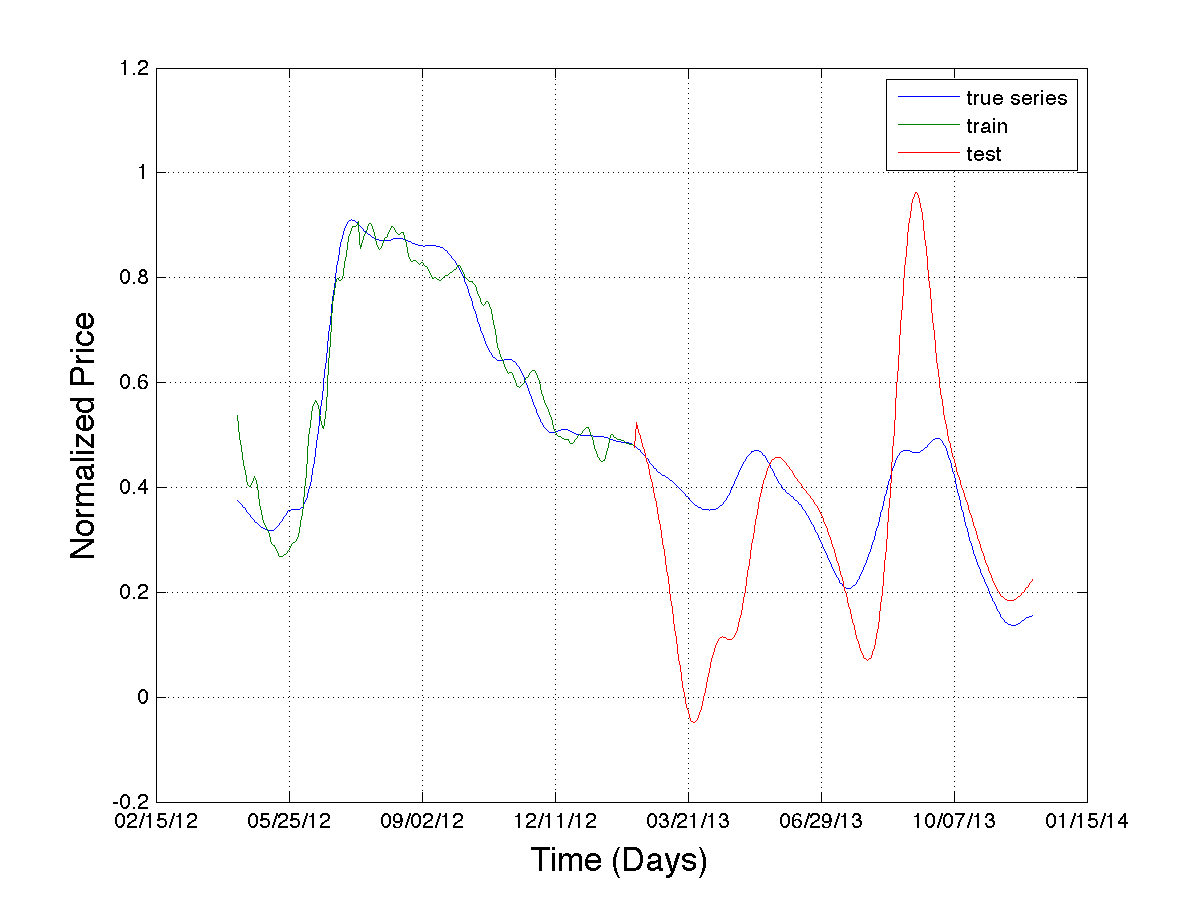 1.2
true series
train
test
1
0.8
0.6
0.4
0.2
0
-0.2
Normalized Price
02/15/12 05/25/12 09/02/12 12/11/12 03/21/13 06/29/13 10/07/13 01/15/14
Time (Days)